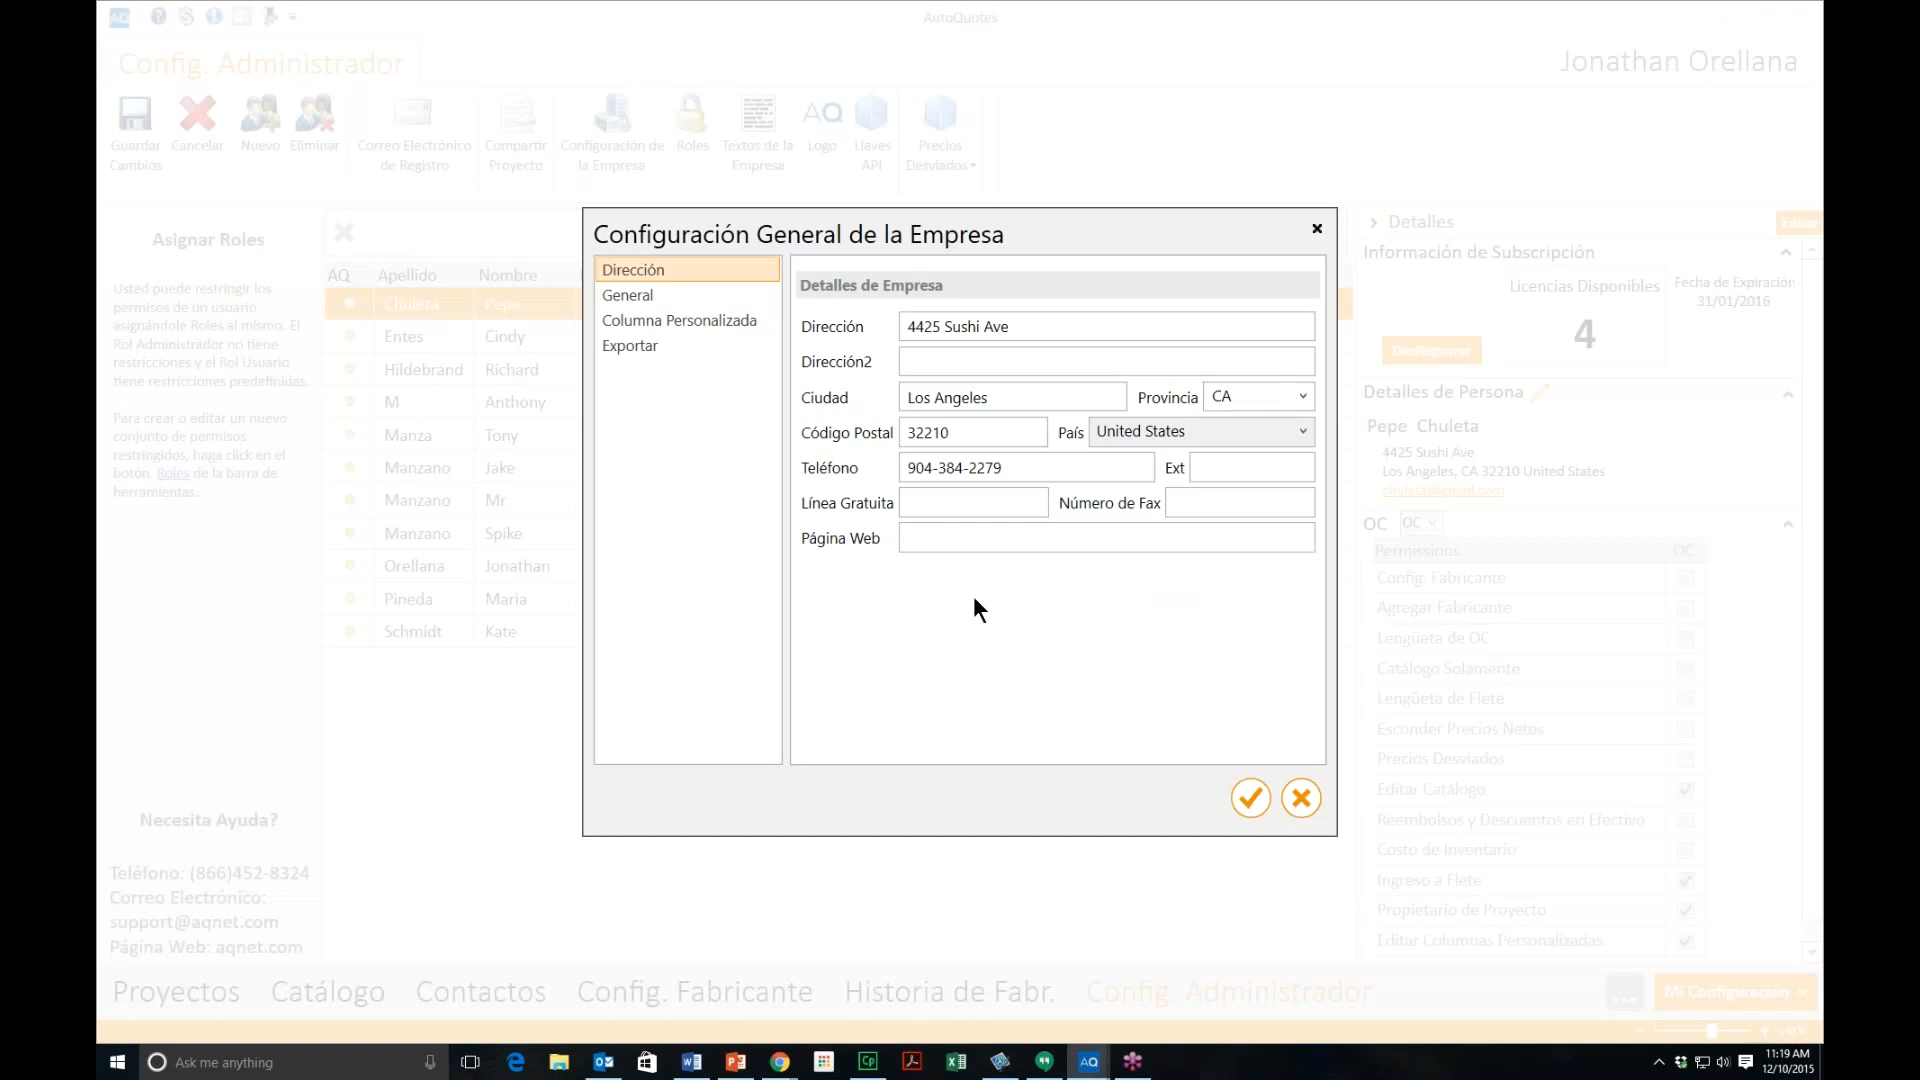 AutoQuotes
Config. Administrador
Jonathan Orellana
Guardar Cambios
Cancelar
Nuevo
Eliminar
Correo Electrónico de Registro
Compartir Proyecto
Configuración de la Empresa
Roles
Textos de la Empresa
AQ
Logo
Llaves API
Precios Desviados
Asignar Roles
Usted puede restringir los
permisos de un usuario
asignándole Roles al mismo. El
Rol Administrador no tiene
restricciones y el Rol Usuario
tiene restricciones predefinidas.
Para crear o editar un nuevo
conjunto de permisos
restringidos, haga click en el
botón Roles de la barra de
herramientas.
Necesita Ayuda?
Teléfono: (866)452-8324
Correo Electrónico:
support@aqnet.com
Página Web: aqnet.com
AQ Apellido Nombre
Chuleta Pepe
Entes Cindy
Hildebrand Richard
M Anthony
Manza Tony
Manzano Jake
Manzano Mr
Manzano Spike
Orellana Jonathan
Pineda Maria
Schmidt Kate
Configuración General de la Empresa
Dirección
General
Columna Personalizada
Exportar
Detalles de Empresa
Dirección 4425 Sushi Ave
Dirección2
Ciudad Los Angeles Provincia CA
Código Postal 32210 País United States
Teléfono 904-384-2279 Ext
Línea Gratuita Número de Fax
Página Web
Detalles
Editar
Información de Subscripción
Licencias Disponibles
4
Fecha de Expiración
31/01/2016
DesRegistrar
Detalles de Persona
Pepe Chuleta
4425 Sushi Ave
Los Angeles, CA 32210 United States
chuleta@gmail.com
OC OC
Permissions OC
Config. Fabricante
Agregar Fabricante
Lengüeta de OC
Catálogo Solamente
Lengüeta de Flete
Esconder Precios Netos
Precios Desviados
Editar Catálogo
Reembolsos y Descuentos en Efectivo
Costo de Inventario
Ingreso a Flete
Propietario de Proyecto
Editar Columnas Personalizadas
Proyectos Catálogo Contactos Config. Fabricante Historia de Fabr. Config. Administrador
... Mi Configuración
Ask me anything
11:19 AM
12/10/2015